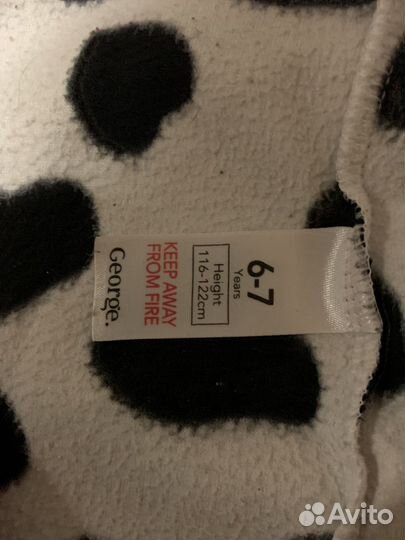 6-7
Years
Height
116-122cm
KEEP AWAY
FROM FIRE
George.
Avito